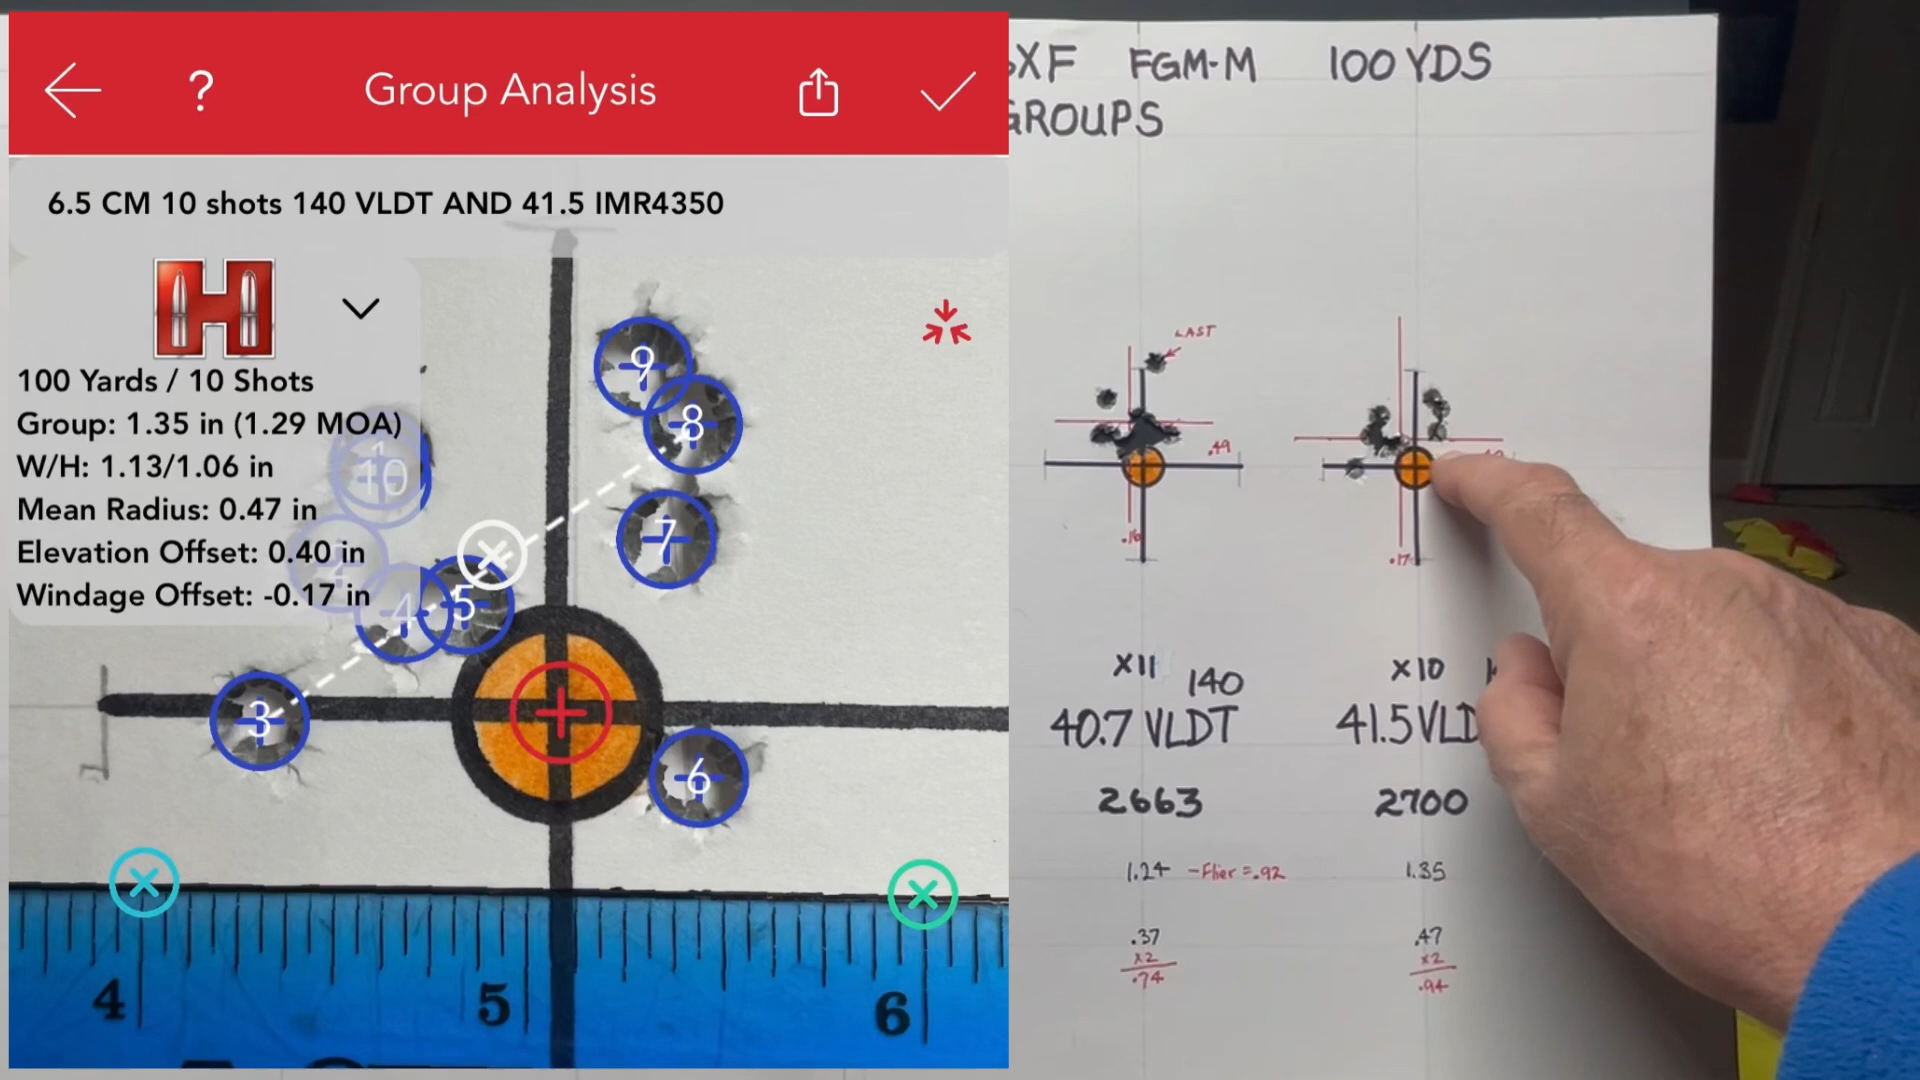 Group Analysis
?
6.5 CM 10 shots 140 VLDT AND 41.5 IMR4350
H
100 Yards / 10 Shots
Group: 1.35 in (1.29 MOA)
W/H: 1.13/1.06 in
Mean Radius: 0.47 in
Elevation Offset: 0.40 in
Windage Offset: -0.17 in
9
8
10
7
2
4
5
3
6
4
5
6
XF FGM-M 100 YDS
GROUPS
LAST
.49
.16
.17
X11
140
40.7 VLDT
2663
1.24 -Flier=.92
.37
x2
.74
X10
41.5 VLD
2700
1.35
.47
x2
.94